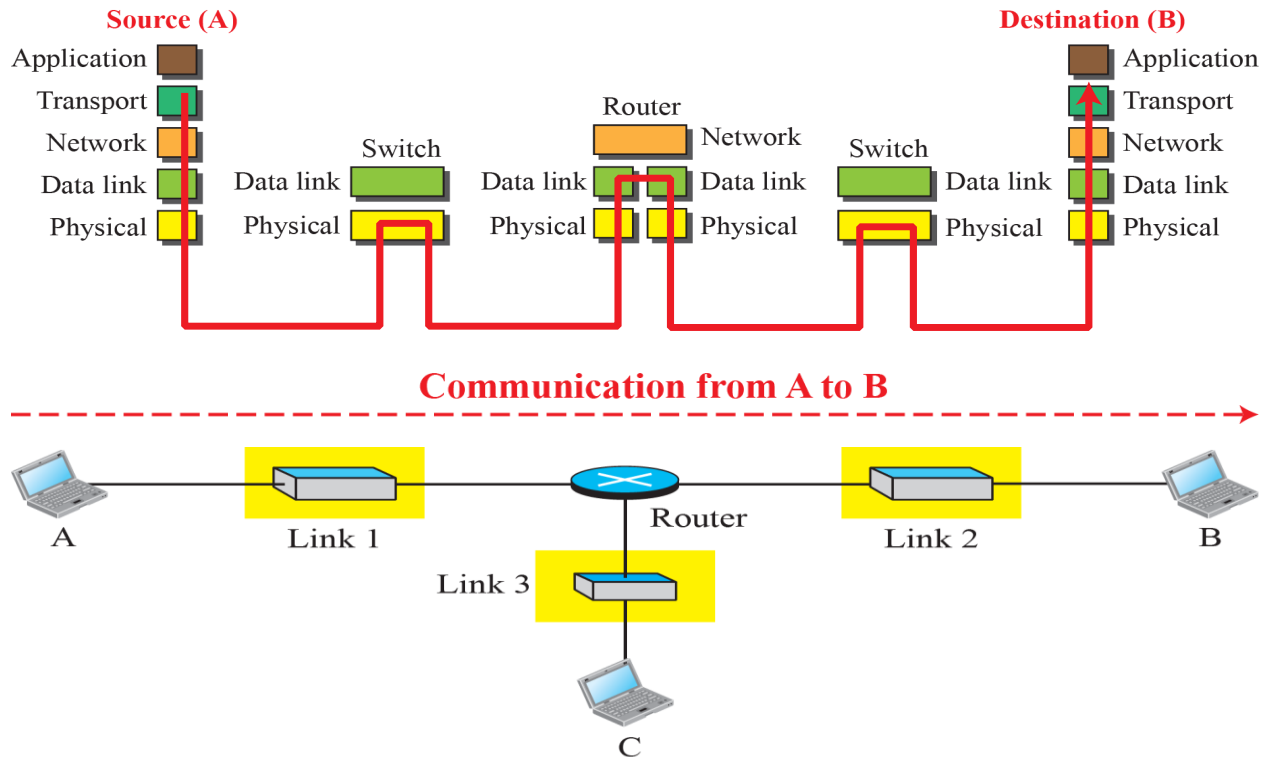 Source (A)
Destination (B)
Application
Transport
Network
Data link
Physical
Switch
Data link
Physical
Router
Network
Data link
Data link
Physical
Physical
Switch
Data link
Physical
Application
Transport
Network
Data link
Physical
Communication from A to B
A
Link 1
Router
Link 2
B
Link 3
C